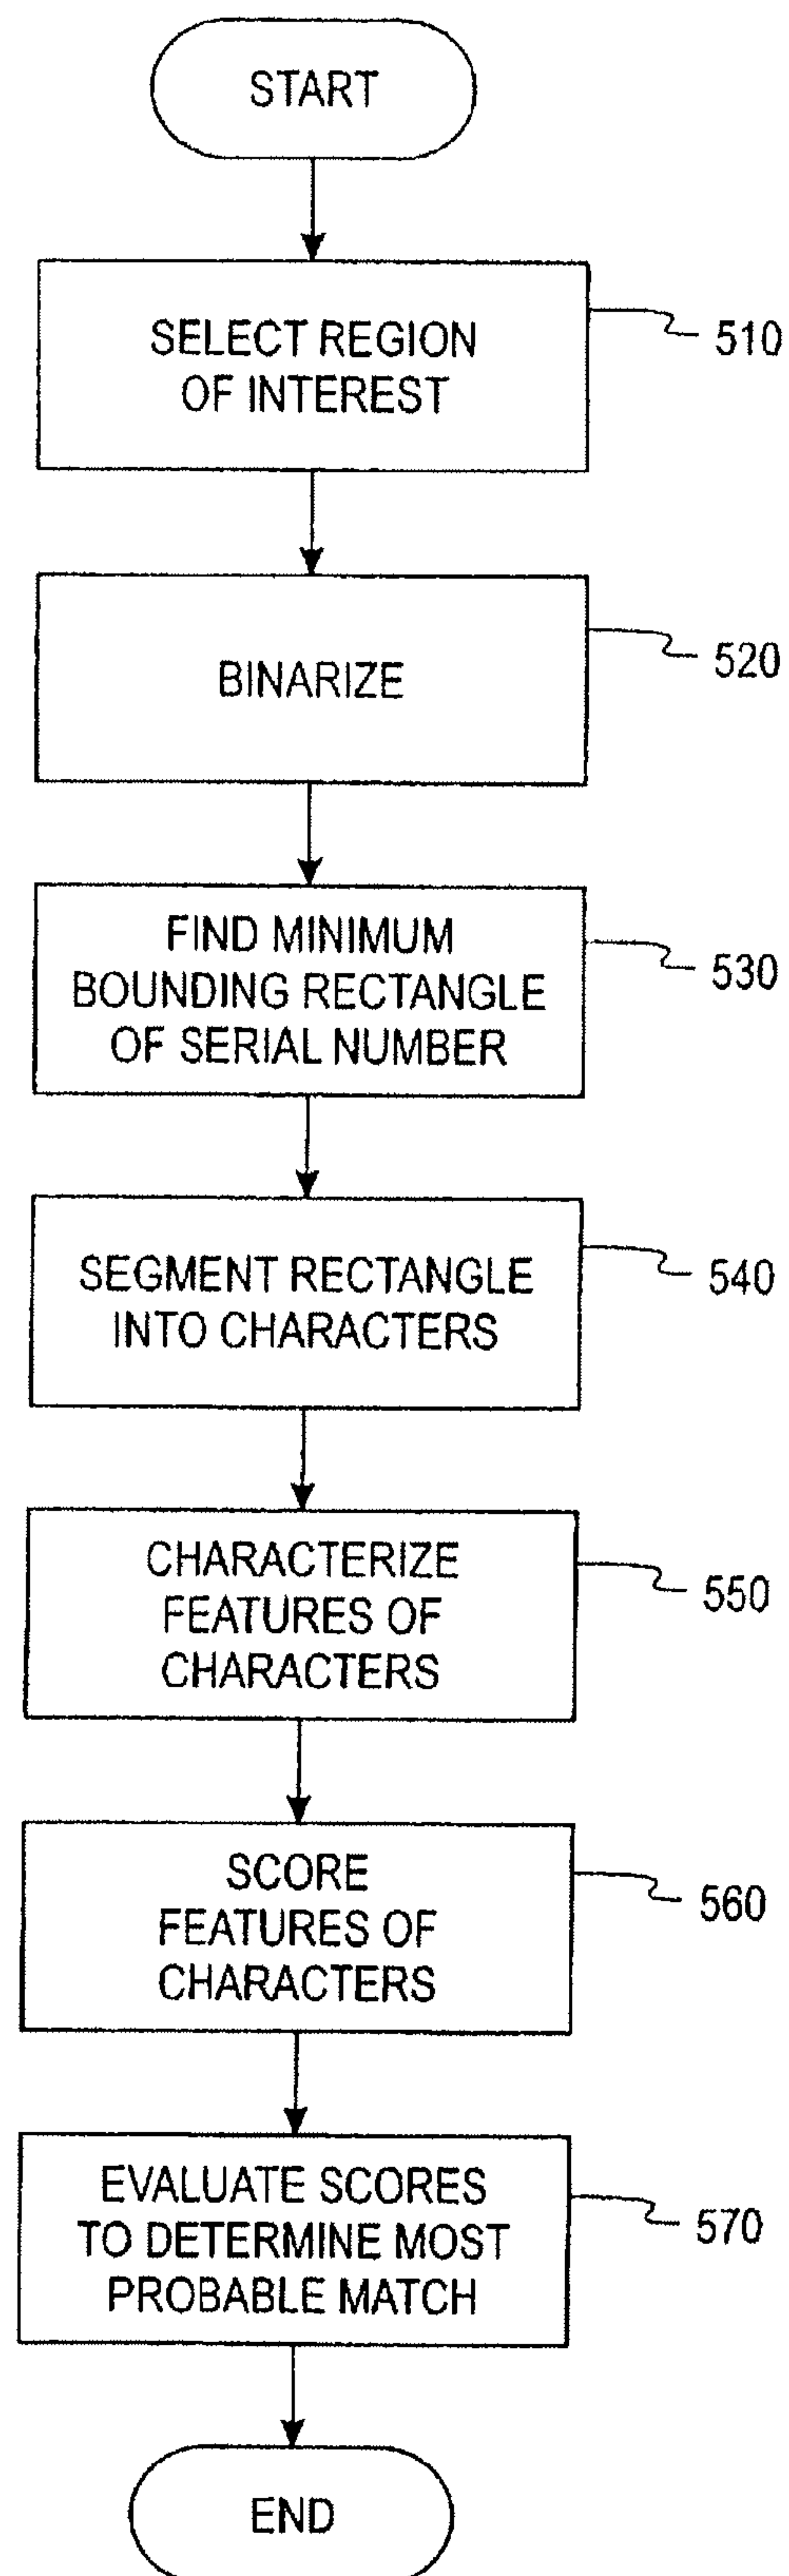 START
SELECT REGION
OF INTEREST
510
BINARIZE
520
FIND MINIMUM
BOUNDING RECTANGLE
OF SERIAL NUMBER
530
SEGMENT RECTANGLE
INTO CHARACTERS
540
CHARACTERIZE
FEATURES OF
CHARACTERS
550
SCORE
FEATURES OF
CHARACTERS
560
EVALUATE SCORES
TO DETERMINE MOST
PROBABLE MATCH
570
END